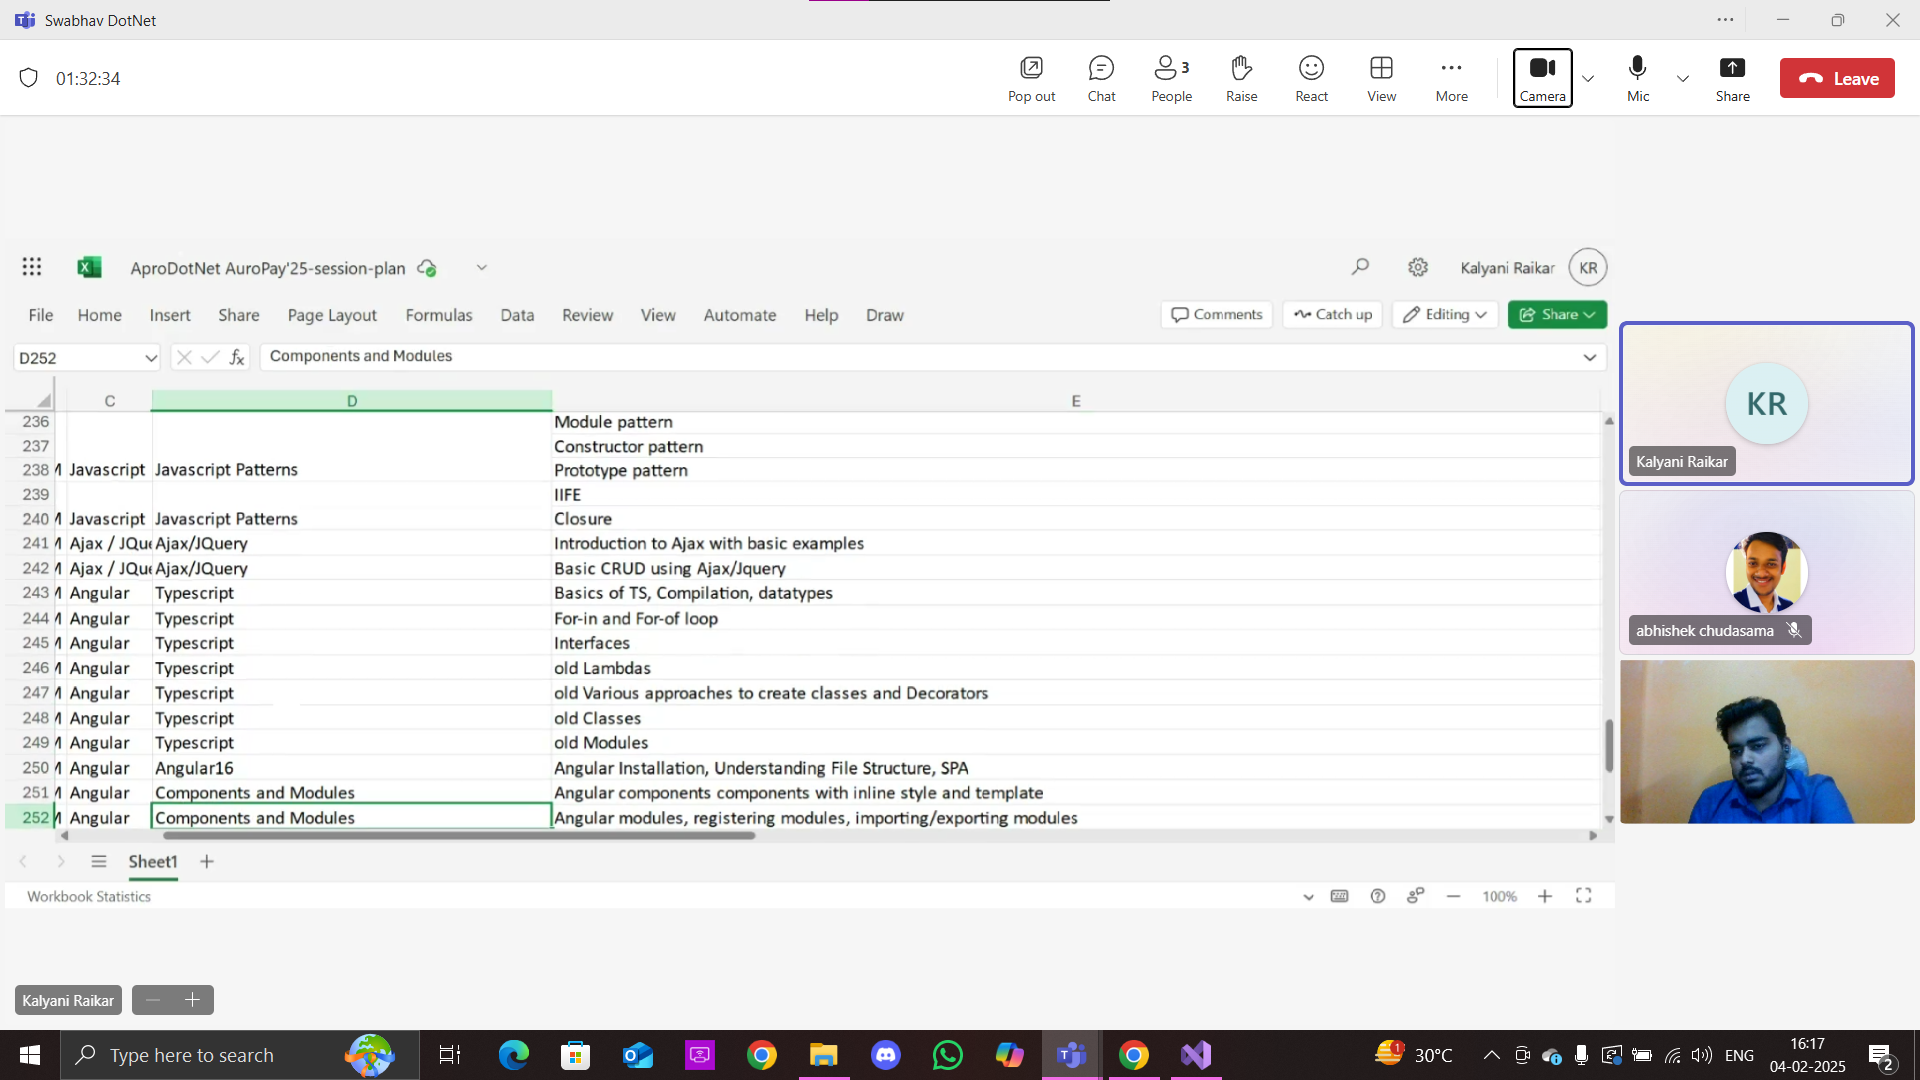 Swabhav DotNet
01:32:34
Pop out
Chat
3
People
Raise
React
View
More
Camera
Mic
Share
Leave
AproDotNet AuroPay'25-session-plan
Kalyani Raikar
KR
File Home Insert Share Page Layout Formulas Data Review View Automate Help Draw
Comments
Catch up
Editing
Share
D252
fx
Components and Modules
C D E
236 Module pattern
237 Constructor pattern
238 Javascript Javascript Patterns Prototype pattern
239 IIFE
240 Javascript Javascript Patterns Closure
241 Ajax / JQu Ajax/JQuery Introduction to Ajax with basic examples
242 Ajax / JQu Ajax/JQuery Basic CRUD using Ajax/Jquery
243 Angular Typescript Basics of TS, Compilation, datatypes
244 Angular Typescript For-in and For-of loop
245 Angular Typescript Interfaces
246 Angular Typescript old Lambdas
247 Angular Typescript old Various approaches to create classes and Decorators
248 Angular Typescript old Classes
249 Angular Typescript old Modules
250 Angular Angular16 Angular Installation, Understanding File Structure, SPA
251 Angular Components and Modules Angular components components with inline style and template
252 Angular Components and Modules Angular modules, registering modules, importing/exporting modules
Sheet1
Workbook Statistics
100%
KR
Kalyani Raikar
abhishek chudasama
Kalyani Raikar
Type here to search
1
30°C
ENG
16:17
04-02-2025
2